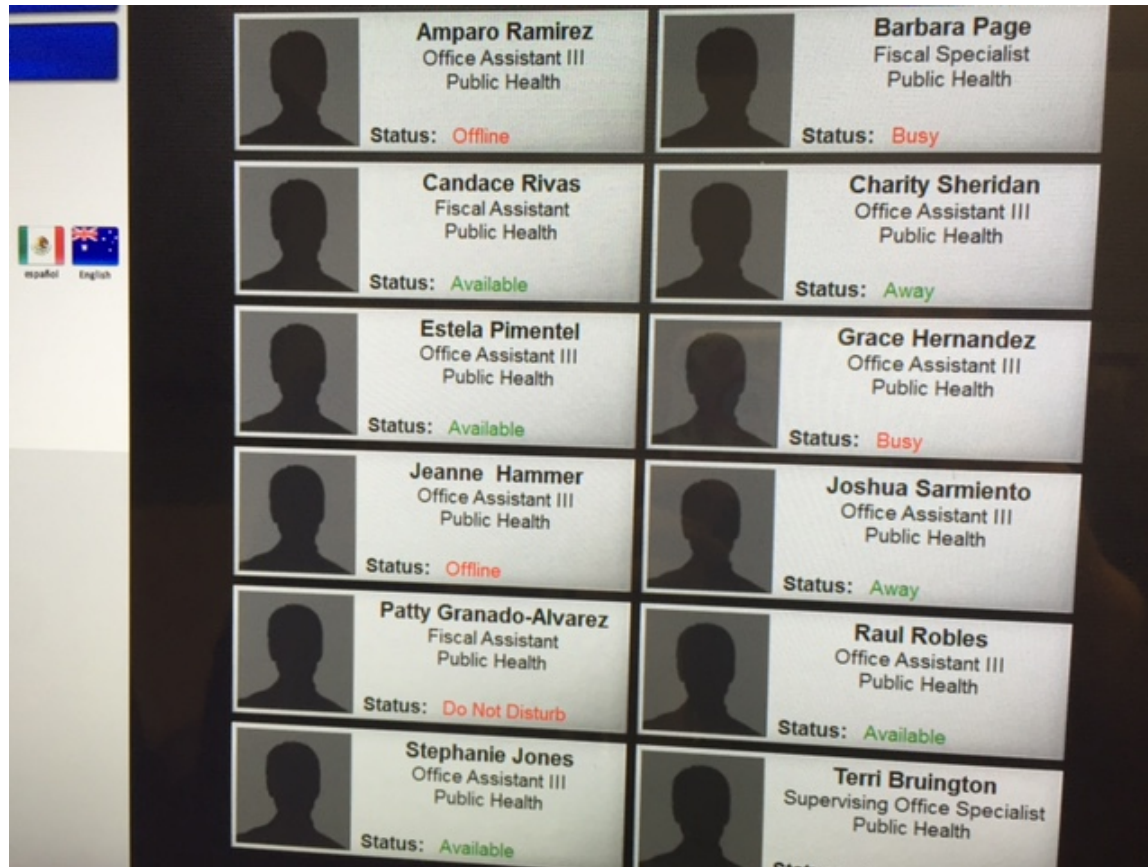 español
English
Amparo Ramirez
Office Assistant III
Public Health
Status: Offline
Barbara Page
Fiscal Specialist
Public Health
Status: Busy
Candace Rivas
Fiscal Assistant
Public Health
Status: Available
Charity Sheridan
Office Assistant III
Public Health
Status: Away
Estela Pimentel
Office Assistant III
Public Health
Status: Available
Grace Hernandez
Office Assistant III
Public Health
Status: Busy
Jeanne Hammer
Office Assistant III
Public Health
Status: Offline
Joshua Sarmiento
Office Assistant III
Public Health
Status: Away
Patty Granado-Alvarez
Fiscal Assistant
Public Health
Status: Do Not Disturb
Raul Robles
Office Assistant III
Public Health
Status: Available
Stephanie Jones
Office Assistant III
Public Health
Status: Available
Terri Bruington
Supervising Office Specialist
Public Health